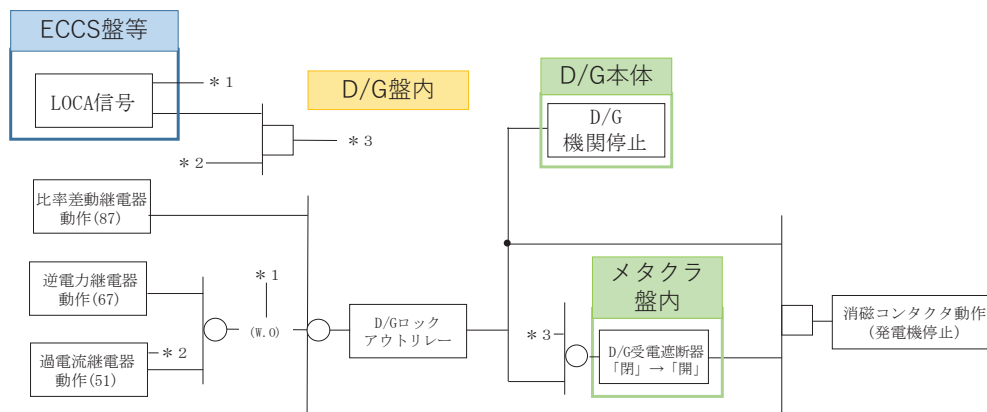 ECCS盤等
LOCA信号
＊1
D/G盤内
＊3
＊2
D/G本体
D/G
機関停止
比率差動継電器
動作(87)
逆電力継電器
動作(67)
＊1
(W.O)
過電流継電器
動作(51)
＊2
D/Gロック
アウトリレー
メタクラ
盤内
＊3
D/G受電遮断器
「閉」→「開」
消磁コンタクタ動作
(発電機停止)